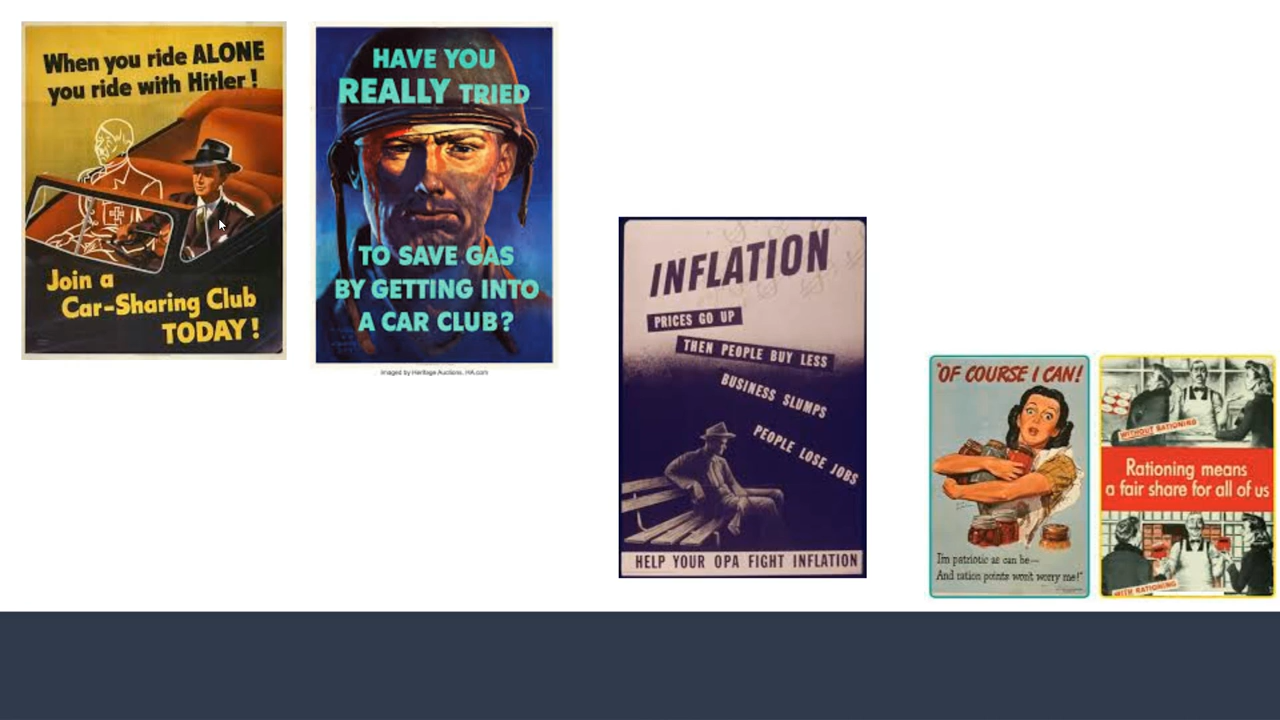 When you ride ALONE
you ride with Hitler !
Join a
Car-Sharing Club
TODAY !
HAVE YOU
REALLY TRIED
TO SAVE GAS
BY GETTING INTO
A CAR CLUB?
Imaged by Heritage Auctions, HA.com
INFLATION
PRICES GO UP
THEN PEOPLE BUY LESS
BUSINESS SLUMPS
PEOPLE LOSE JOBS
HELP YOUR OPA FIGHT INFLATION
"OF COURSE I CAN!
I'm patriotic as can be—
And ration points won't worry me!"
WITHOUT RATIONING
Rationing means
a fair share for all of us
WITH RATIONING